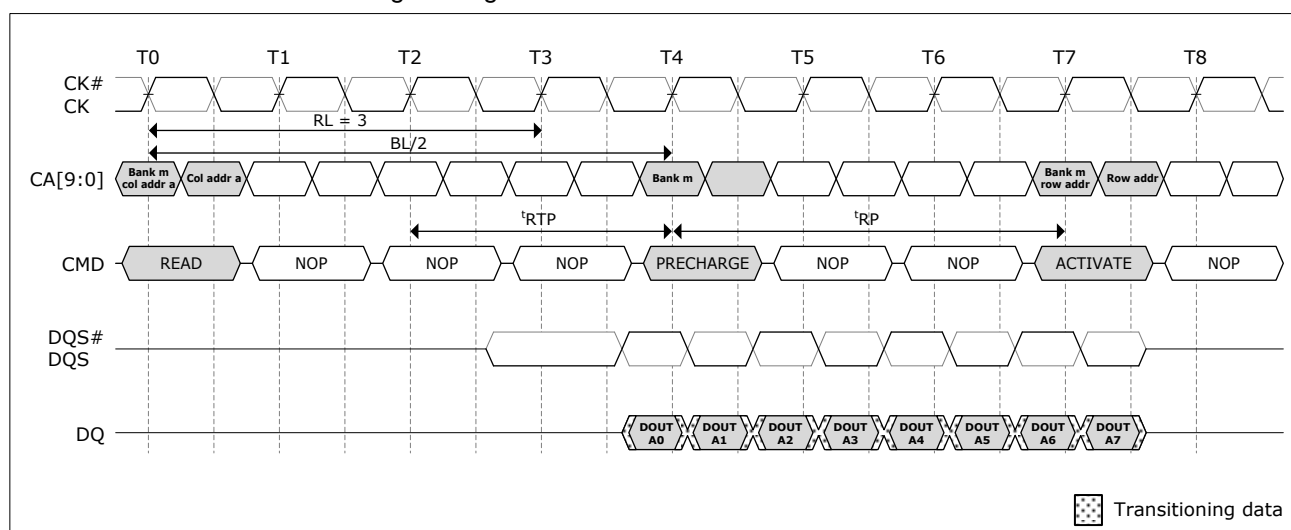 T0 T1 T2 T3 T4 T5 T6 T7 T8
CK#
CK
RL = 3
BL/2
CA[9:0]
Bank m
col addr a
Col addr a
Bank m
Bank m
row addr
Row addr
tRTP
tRP
CMD
READ NOP NOP NOP PRECHARGE NOP NOP ACTIVATE NOP
DQS#
DQS
DQ
DOUT
A0
DOUT
A1
DOUT
A2
DOUT
A3
DOUT
A4
DOUT
A5
DOUT
A6
DOUT
A7
Transitioning data